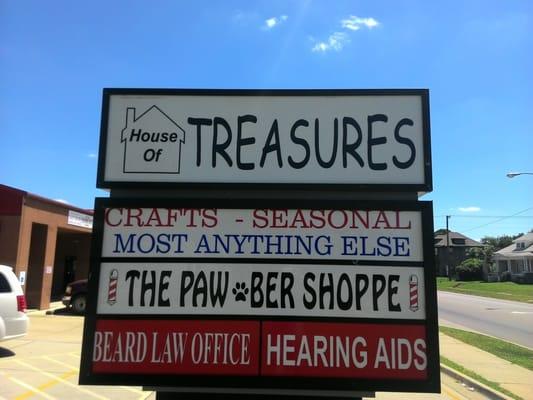 House
Of
TREASURES
CRAFTS - SEASONAL
MOST ANYTHING ELSE
THE PAW BER SHOPPE
BEARD LAW OFFICE
HEARING AIDS